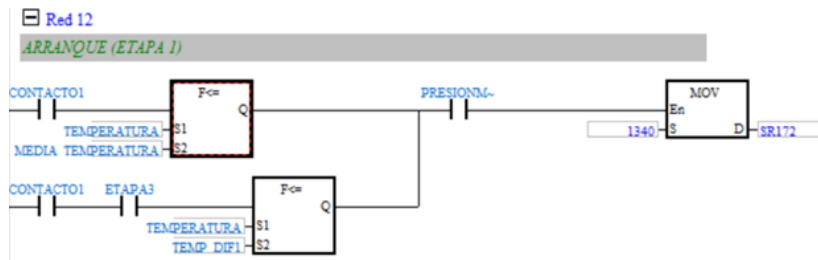 Red 12
ARRANQUE (ETAPA 1)
CONTACTO1
F<=
Q
TEMPERATURA
S1
MEDIA TEMPERATURA
S2
PRESIONM~
MOV
En
1340
S
D
SR172
CONTACTO1
ETAPA3
F<=
Q
TEMPERATURA
S1
TEMP_DIF1
S2